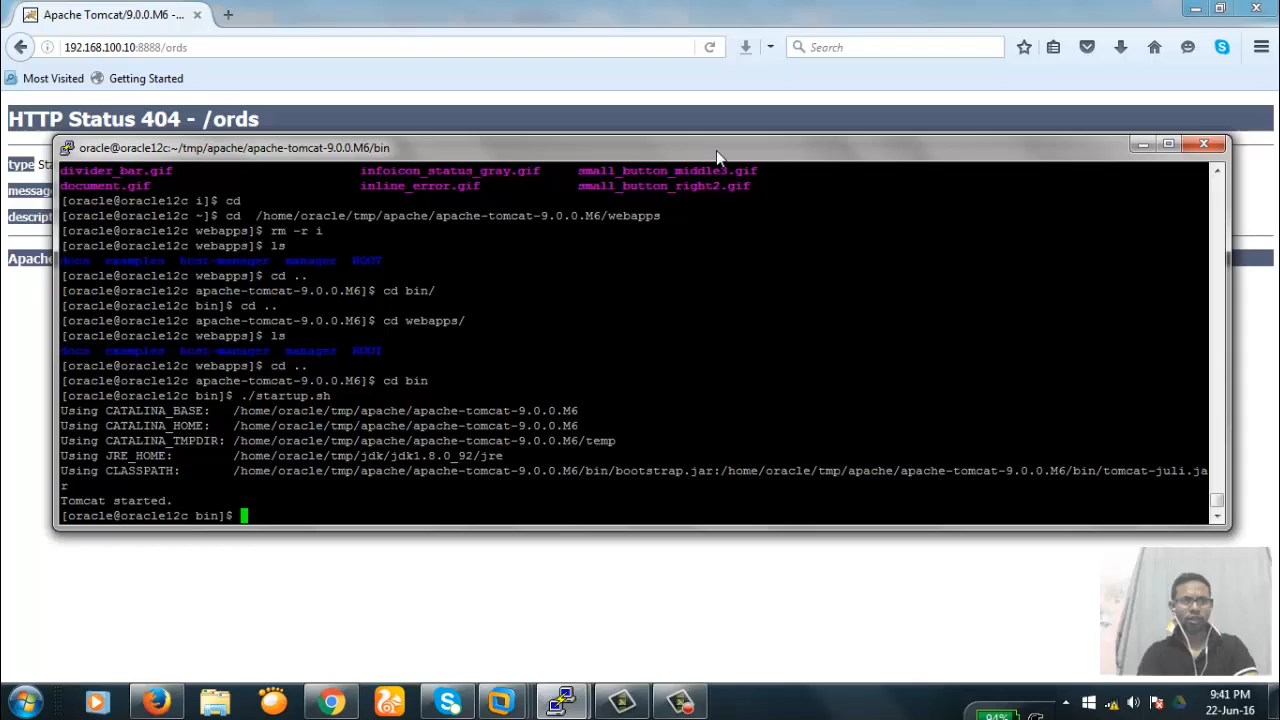 Apache Tomcat/9.0.0.M6 -...
192.168.100.10:8888/ords
Search
Most Visited
Getting Started
HTTP Status 404 - /ords
oracle@oracle12c:~/tmp/apache/apache-tomcat-9.0.0.M6/bin
type Sta
messag
descript
Apac
divider_bar.gif infoicon_status_gray.gif small_button_middle3.gif
document.gif inline_error.gif small_button_right2.gif
[oracle@oracle12c i]$ cd
[oracle@oracle12c ~]$ cd  /home/oracle/tmp/apache/apache-tomcat-9.0.0.M6/webapps
[oracle@oracle12c webapps]$ rm -r i
[oracle@oracle12c webapps]$ ls
docs examples host-manager manager ROOT
[oracle@oracle12c webapps]$ cd ..
[oracle@oracle12c apache-tomcat-9.0.0.M6]$ cd bin/
[oracle@oracle12c bin]$ cd ..
[oracle@oracle12c apache-tomcat-9.0.0.M6]$ cd webapps/
[oracle@oracle12c webapps]$ ls
docs examples host-manager manager ROOT
[oracle@oracle12c webapps]$ cd ..
[oracle@oracle12c apache-tomcat-9.0.0.M6]$ cd bin
[oracle@oracle12c bin]$ ./startup.sh
Using CATALINA_BASE:   /home/oracle/tmp/apache/apache-tomcat-9.0.0.M6
Using CATALINA_HOME:   /home/oracle/tmp/apache/apache-tomcat-9.0.0.M6
Using CATALINA_TMPDIR: /home/oracle/tmp/apache/apache-tomcat-9.0.0.M6/temp
Using JRE_HOME:        /home/oracle/tmp/jdk/jdk1.8.0_92/jre
Using CLASSPATH:       /home/oracle/tmp/apache/apache-tomcat-9.0.0.M6/bin/bootstrap.jar:/home/oracle/tmp/apache/apache-tomcat-9.0.0.M6/bin/tomcat-juli.ja
r
Tomcat started.
[oracle@oracle12c bin]$
94%
9:41 PM
22-Jun-16